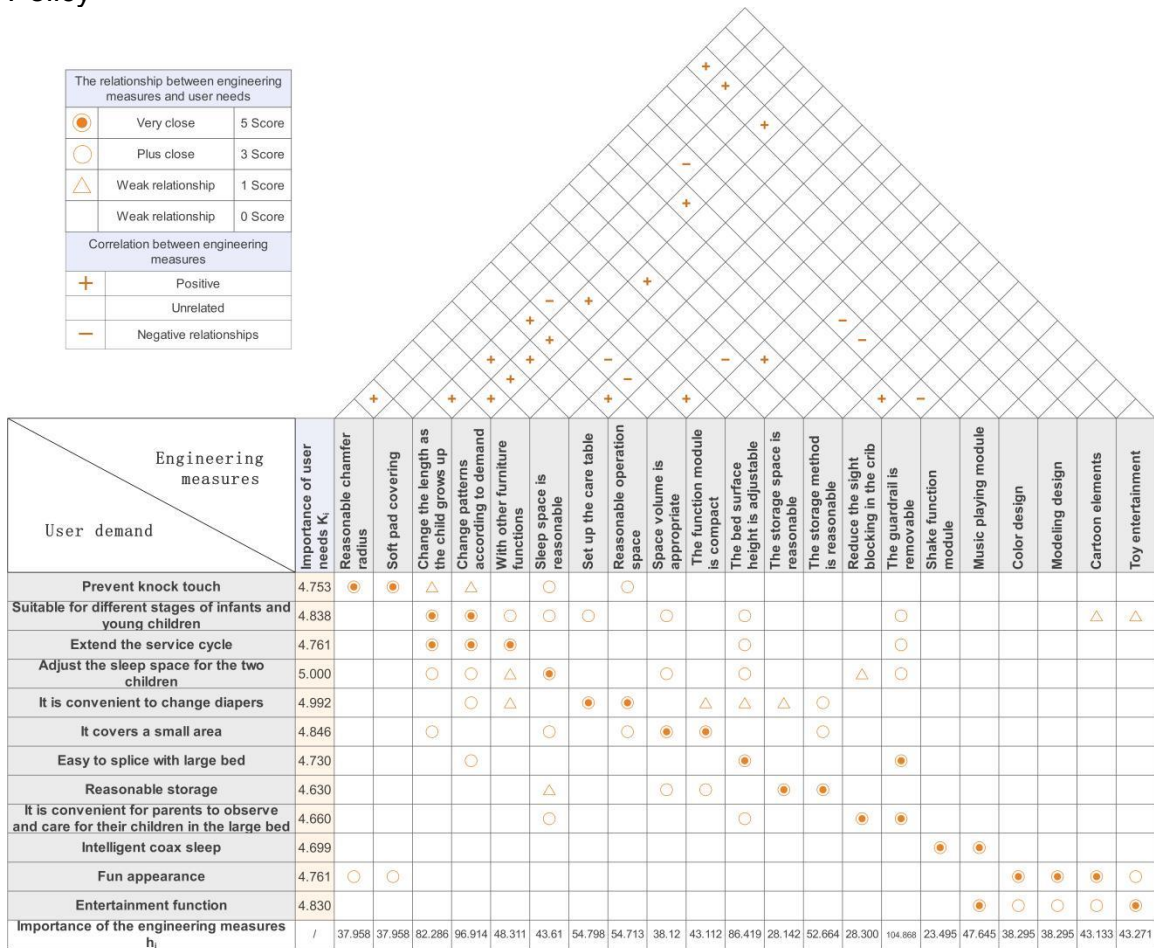 The relationship between engineering
measures and user needs
Very close 5 Score
Plus close 3 Score
Weak relationship 1 Score
Weak relationship 0 Score
Correlation between engineering
measures
+ Positive
Unrelated
− Negative relationships
Engineering
measures
User demand
Importance of user
needs Ki
Reasonable chamfer
radius
Soft pad covering
Change the length as
the child grows up
Change patterns
according to demand
With other furniture
functions
Sleep space is
reasonable
Set up the care table
Reasonable operation
space
Space volume is
appropriate
The function module
is compact
The bed surface
height is adjustable
The storage space is
reasonable
The storage method
is reasonable
Reduce the sight
blocking in the crib
The guardrail is
removable
Shake function
module
Music playing module
Color design
Modeling design
Cartoon elements
Toy entertainment
Prevent knock touch 4.753
Suitable for different stages of infants and
young children 4.838
Extend the service cycle 4.761
Adjust the sleep space for the two
children 5.000
It is convenient to change diapers 4.992
It covers a small area 4.846
Easy to splice with large bed 4.730
Reasonable storage 4.630
It is convenient for parents to observe
and care for their children in the large bed 4.660
Intelligent coax sleep 4.699
Fun appearance 4.761
Entertainment function 4.830
Importance of the engineering measures
hj / 37.958 37.958 82.286 96.914 48.311 43.61 54.798 54.713 38.12 43.112 86.419 28.142 52.664 28.300 104.868 23.495 47.645 38.295 38.295 43.133 43.271